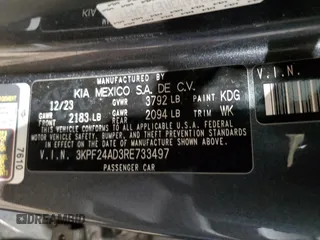 MANUFACTURED BY
KIA MEXICO S.A. DE C.V.
12/23 GVWR 3792 LB PAINT KDG
GAWR FRONT 2183 LB GAWR REAR 2094 LB TRIM WK
THIS VEHICLE CONFORMS TO ALL APPLICABLE
FEDERAL MOTOR VEHICLE SAFETY, BUMPER,
AND THEFT PREVENTION STANDARDS IN EFFECT ON
THE DATE OF MANUFACTURE SHOWN ABOVE.
V.I.N. 3KPF24AD3RE733497
PASSENGER CAR
V.I.N.
7610
DREAMBID